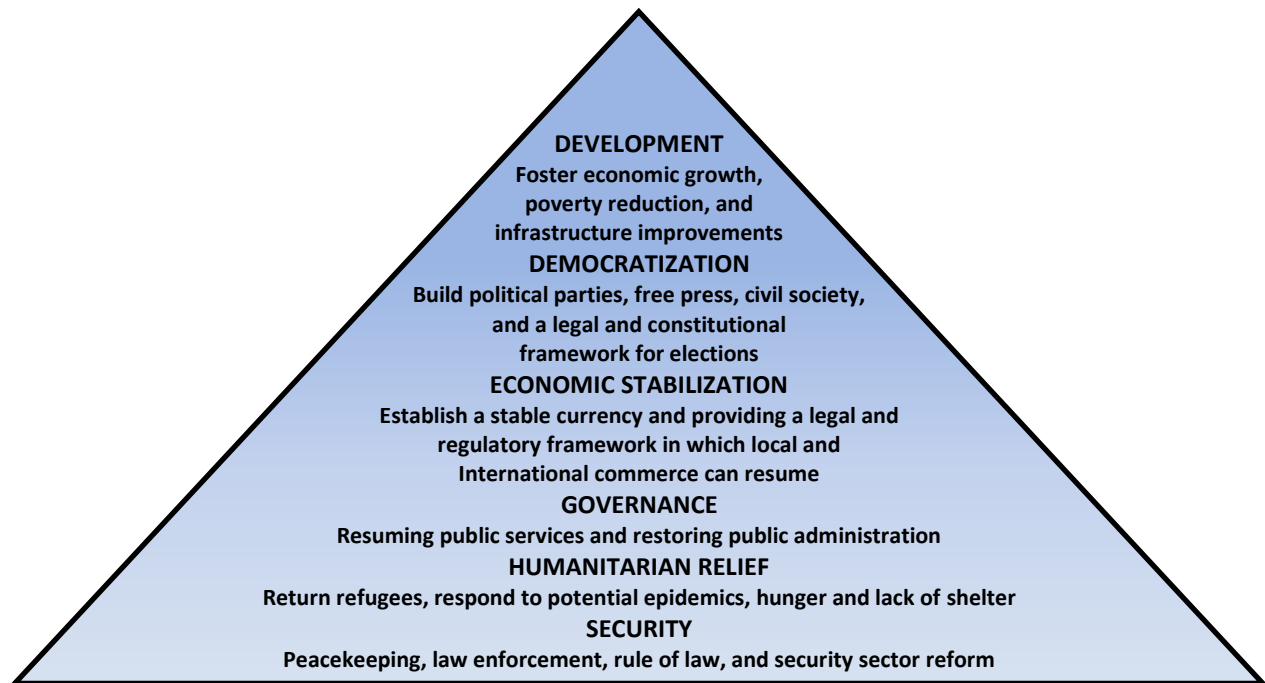 DEVELOPMENT
Foster economic growth,
poverty reduction, and
infrastructure improvements
DEMOCRATIZATION
Build political parties, free press, civil society,
and a legal and constitutional
framework for elections
ECONOMIC STABILIZATION
Establish a stable currency and providing a legal and
regulatory framework in which local and
International commerce can resume
GOVERNANCE
Resuming public services and restoring public administration
HUMANITARIAN RELIEF
Return refugees, respond to potential epidemics, hunger and lack of shelter
SECURITY
Peacekeeping, law enforcement, rule of law, and security sector reform